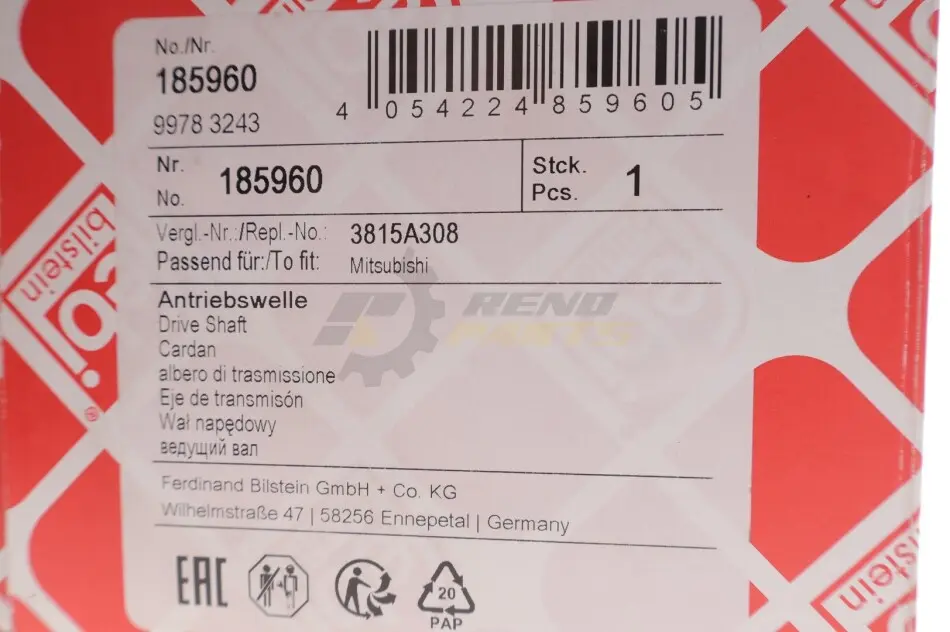 No./Nr.
185960
9978 3243
4 054224 859605
Nr.
No. 185960
Stck.
Pcs. 1
Vergl.-Nr.:/Repl.-No.: 3815A308
Passend für:/To fit: Mitsubishi
Antriebswelle
Drive Shaft
Cardan
albero di trasmissione
Eje de transmisón
Wał napędowy
ведущий вал
RENO
PARTS
Ferdinand Bilstein GmbH + Co. KG
Wilhelmstraße 47 | 58256 Ennepetal | Germany
EAC
20
PAP
bilstein
®
bilstein